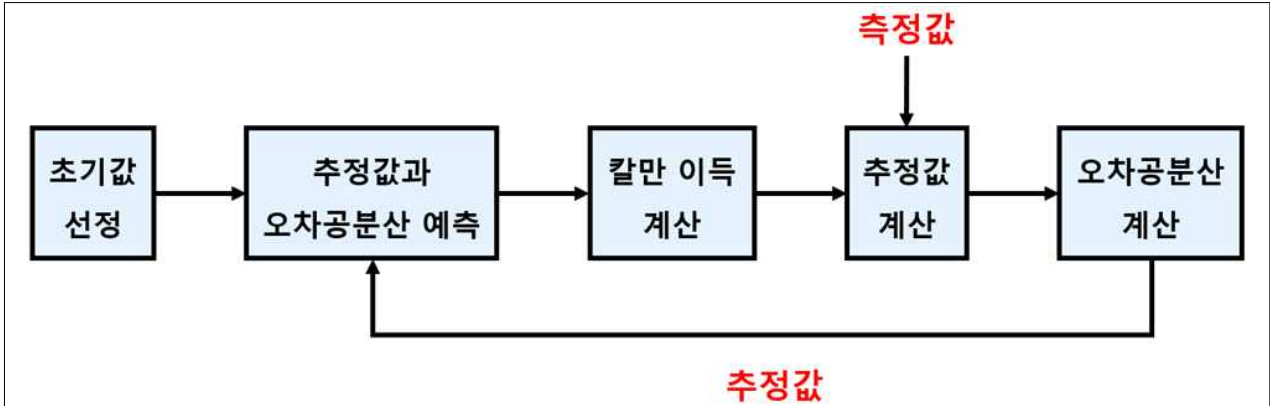 측정값
초기값
선정
추정값과
오차공분산 예측
칼만 이득
계산
추정값
계산
오차공분산
계산
추정값